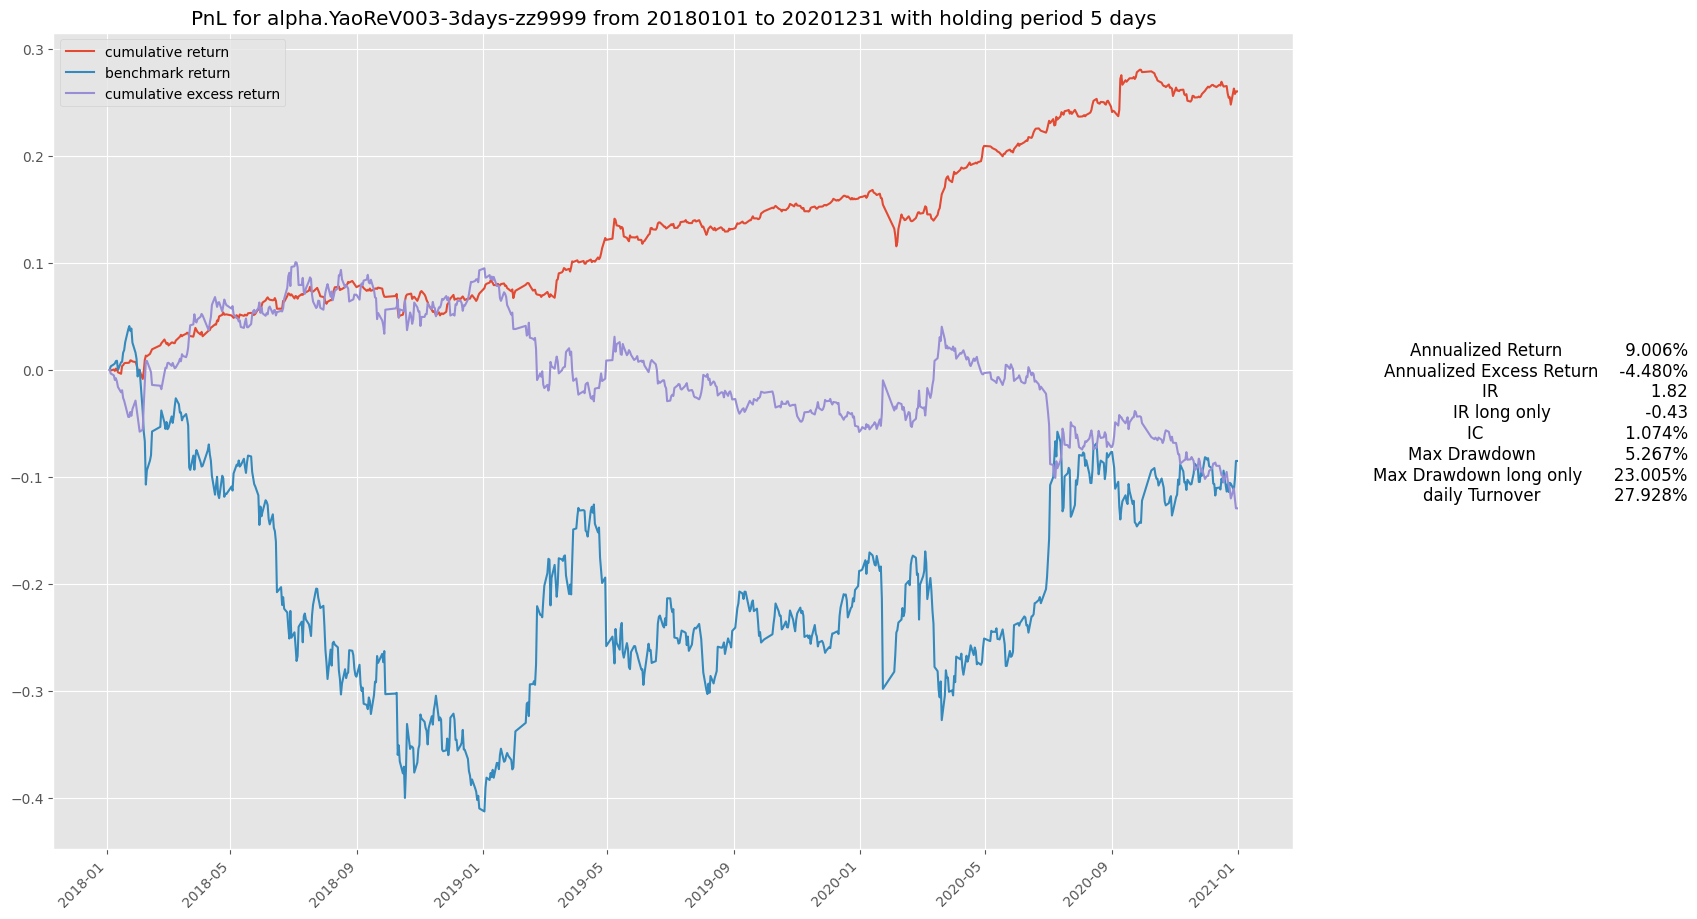 PnL for alpha.YaoReV003-3days-zz9999 from 20180101 to 20201231 with holding period 5 days
cumulative return
benchmark return
cumulative excess return
0.3
0.2
0.1
0.0
−0.1
−0.2
−0.3
−0.4
2018-01
2018-05
2018-09
2019-01
2019-05
2019-09
2020-01
2020-05
2020-09
2021-01
Annualized Return 9.006%
Annualized Excess Return -4.480%
IR 1.82
IR long only -0.43
IC 1.074%
Max Drawdown 5.267%
Max Drawdown long only 23.005%
daily Turnover 27.928%